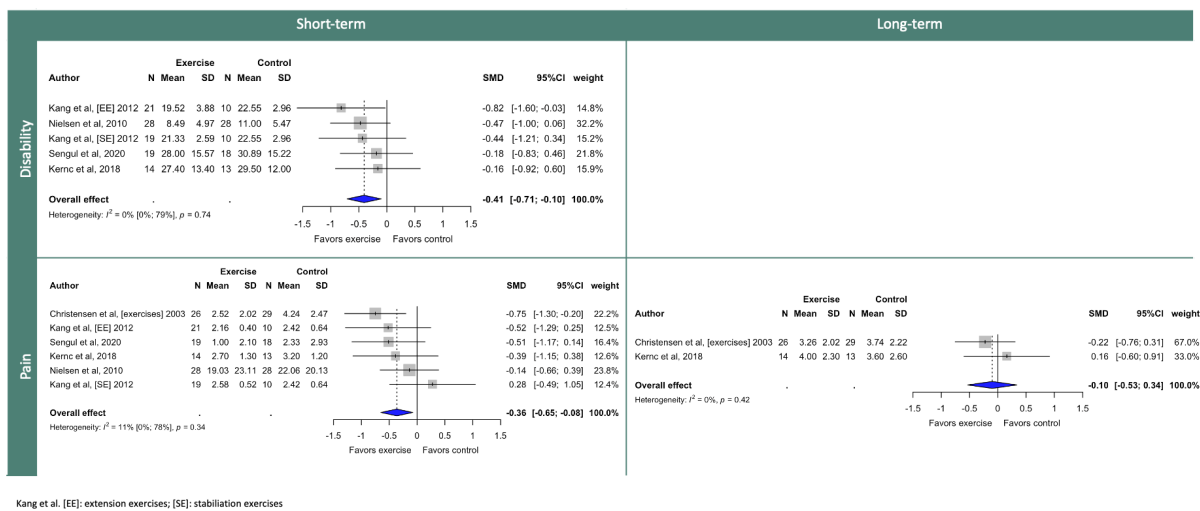 Short-term
Long-term
Disability
Exercise Control
Author N Mean SD N Mean SD SMD 95%CI weight
Kang et al, [EE] 2012 21 19.52 3.88 10 22.55 2.96 -0.82 [-1.60; -0.03] 14.8%
Nielsen et al, 2010 28 8.49 4.97 28 11.00 5.47 -0.47 [-1.00; 0.06] 32.2%
Kang et al, [SE] 2012 19 21.33 2.59 10 22.55 2.96 -0.44 [-1.21; 0.34] 15.2%
Sengul et al, 2020 19 28.00 15.57 18 30.89 15.22 -0.18 [-0.83; 0.46] 21.8%
Kernc et al, 2018 14 27.40 13.40 13 29.50 12.00 -0.16 [-0.92; 0.60] 15.9%
Overall effect . . -0.41 [-0.71; -0.10] 100.0%
Heterogeneity: I² = 0% [0%; 79%], p = 0.74
-1.5 -1 -0.5 0 0.5 1 1.5
Favors exercise Favors control
Pain
Exercise Control
Author N Mean SD N Mean SD SMD 95%CI weight
Christensen et al, [exercises] 2003 26 2.52 2.02 29 4.24 2.47 -0.75 [-1.30; -0.20] 22.2%
Kang et al, [EE] 2012 21 2.16 0.40 10 2.42 0.64 -0.52 [-1.29; 0.25] 12.5%
Sengul et al, 2020 19 1.00 2.10 18 2.33 2.93 -0.51 [-1.17; 0.14] 16.4%
Kernc et al, 2018 14 2.70 1.30 13 3.20 1.20 -0.39 [-1.15; 0.38] 12.6%
Nielsen et al, 2010 28 19.03 23.11 28 22.06 20.13 -0.14 [-0.66; 0.39] 23.8%
Kang et al, [SE] 2012 19 2.58 0.52 10 2.42 0.64 0.28 [-0.49; 1.05] 12.4%
Overall effect . . -0.36 [-0.65; -0.08] 100.0%
Heterogeneity: I² = 11% [0%; 78%], p = 0.34
-1.5 -1 -0.5 0 0.5 1 1.5
Favors exercise Favors control
Exercise Control
Author N Mean SD N Mean SD SMD 95%CI weight
Christensen et al, [exercises] 2003 26 3.26 2.02 29 3.74 2.22 -0.22 [-0.76; 0.31] 67.0%
Kernc et al, 2018 14 4.00 2.30 13 3.60 2.60 0.16 [-0.60; 0.91] 33.0%
Overall effect . . -0.10 [-0.53; 0.34] 100.0%
Heterogeneity: I² = 0%, p = 0.42
-1.5 -1 -0.5 0 0.5 1 1.5
Favors exercise Favors control
Kang et al. [EE]: extension exercises; [SE]: stabiliation exercises